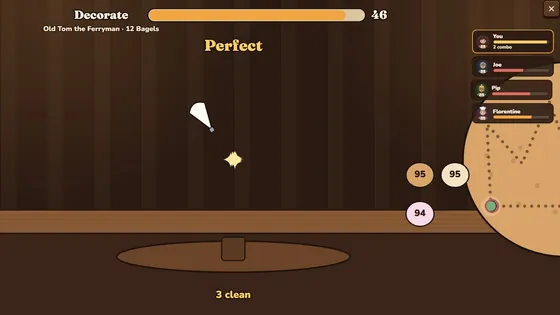 Decorate
46
Old Tom the Ferryman · 12 Bagels
Perfect
×
You
2 combo
Joe
Pip
Florentine
95
95
94
3 clean